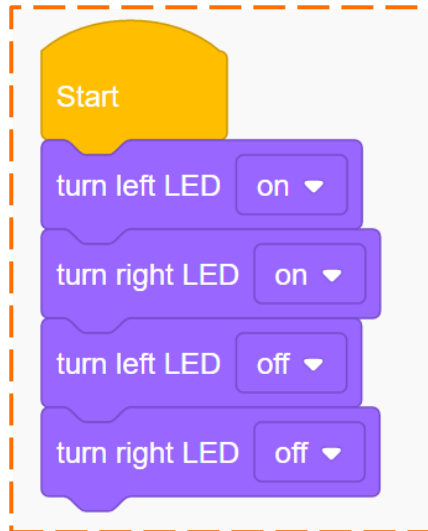 Start
turn left LED on
turn right LED on
turn left LED off
turn right LED off